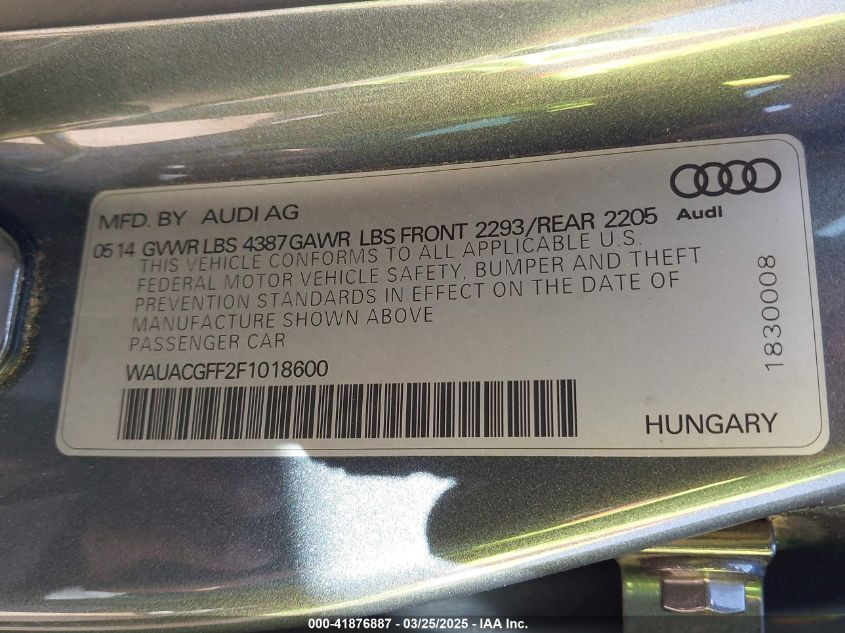 MFD. BY AUDI AG
Audi
0514 GVWR LBS 4387 GAWR LBS FRONT 2293/REAR 2205
THIS VEHICLE CONFORMS TO ALL APPLICABLE U.S.
FEDERAL MOTOR VEHICLE SAFETY, BUMPER AND THEFT
PREVENTION STANDARDS IN EFFECT ON THE DATE OF
MANUFACTURE SHOWN ABOVE
PASSENGER CAR
1830008
WAUACGFF2F1018600
HUNGARY
000-41876887 - 03/25/2025 - IAA Inc.